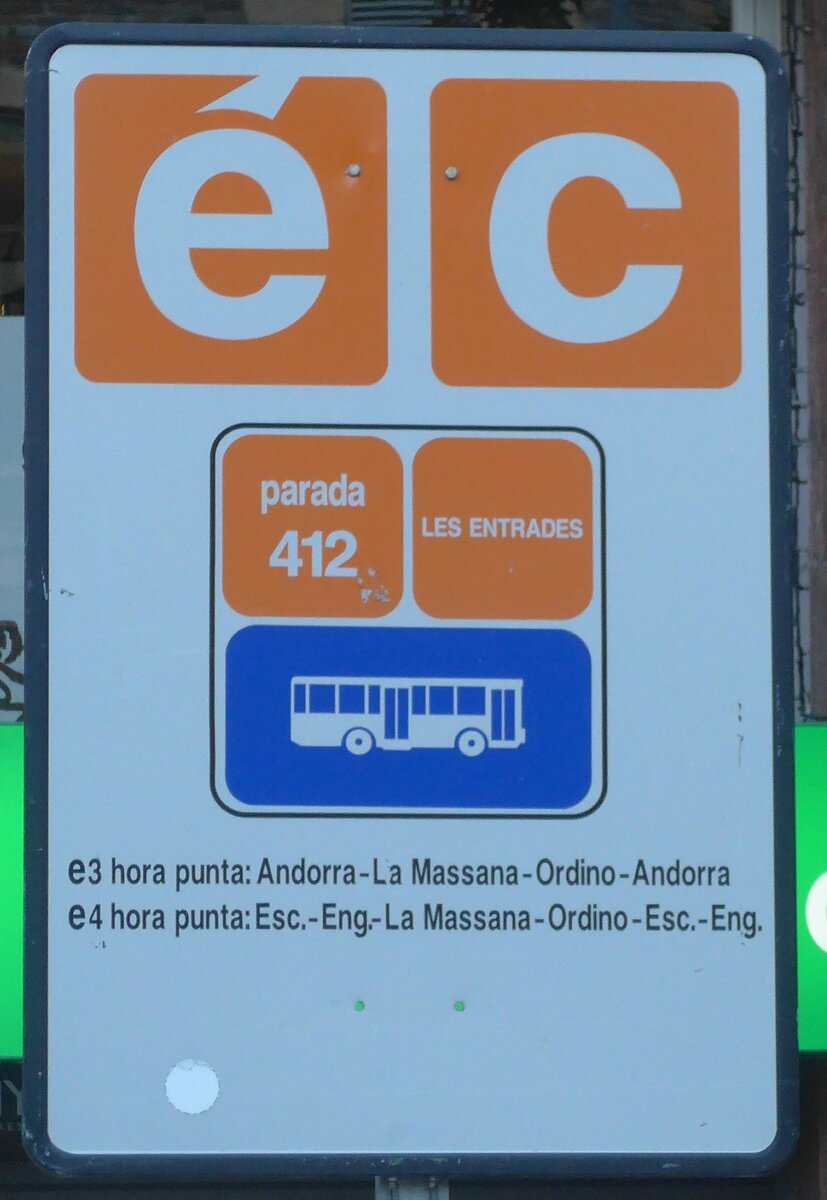 é c
parada
412
LES ENTRADES
e3 hora punta: Andorra-La Massana-Ordino-Andorra
e4 hora punta: Esc.-Eng.-La Massana-Ordino-Esc.-Eng.